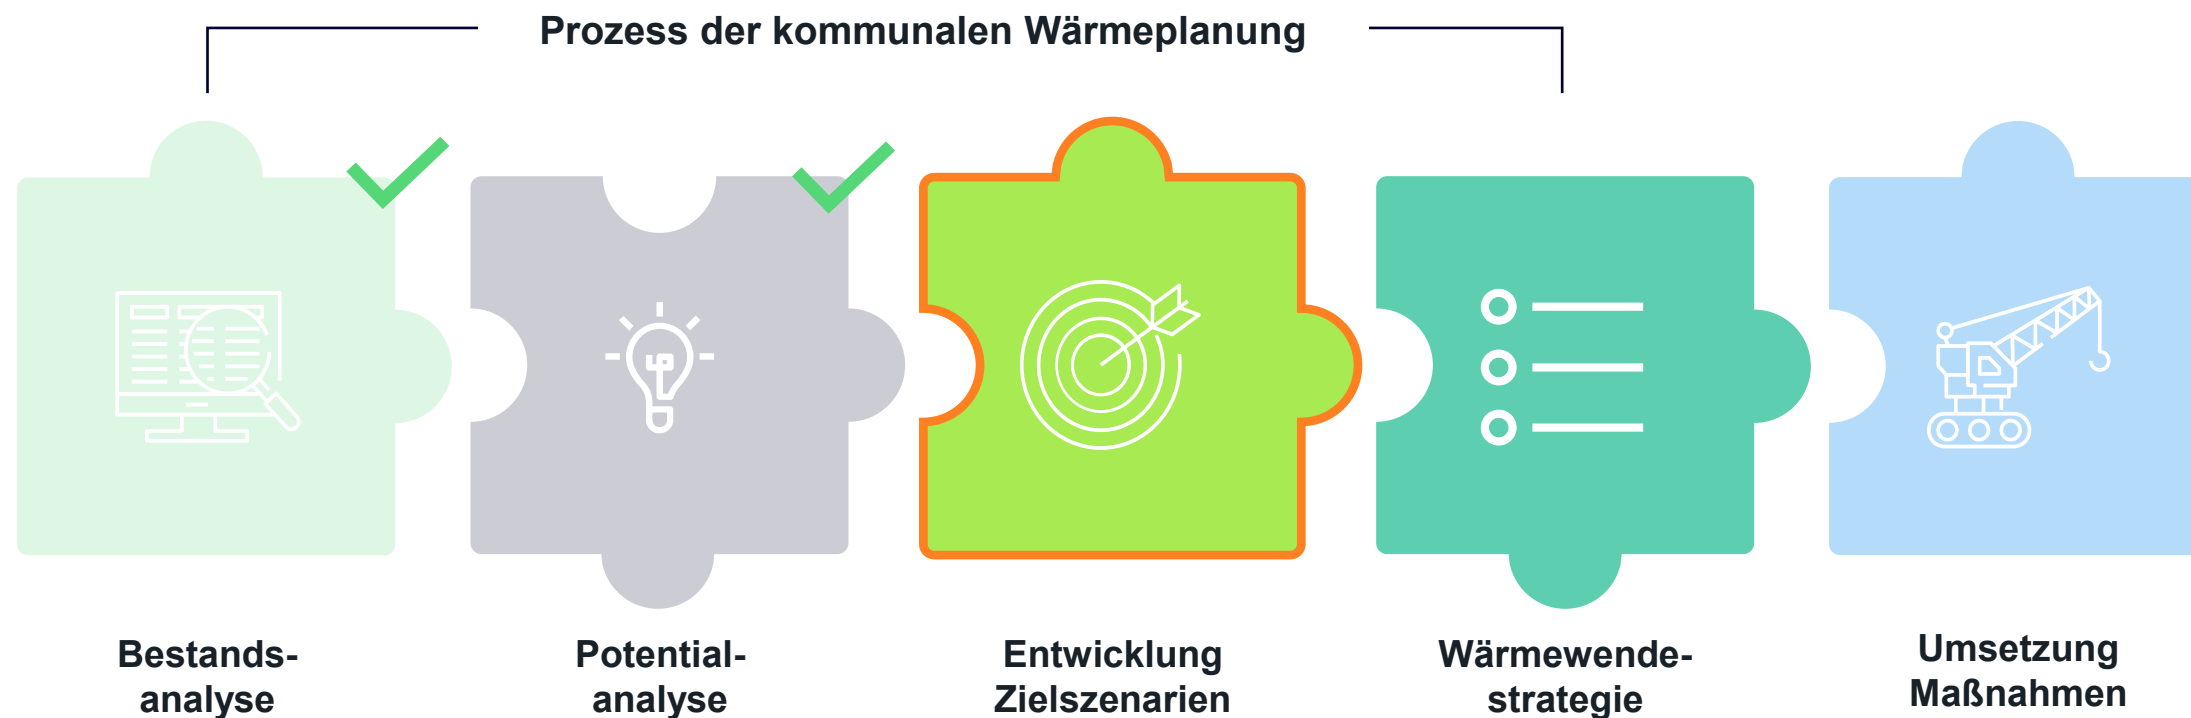 Prozess der kommunalen Wärmeplanung
Bestands-
analyse
Potential-
analyse
Entwicklung
Zielszenarien
Wärmewende-
strategie
Umsetzung
Maßnahmen